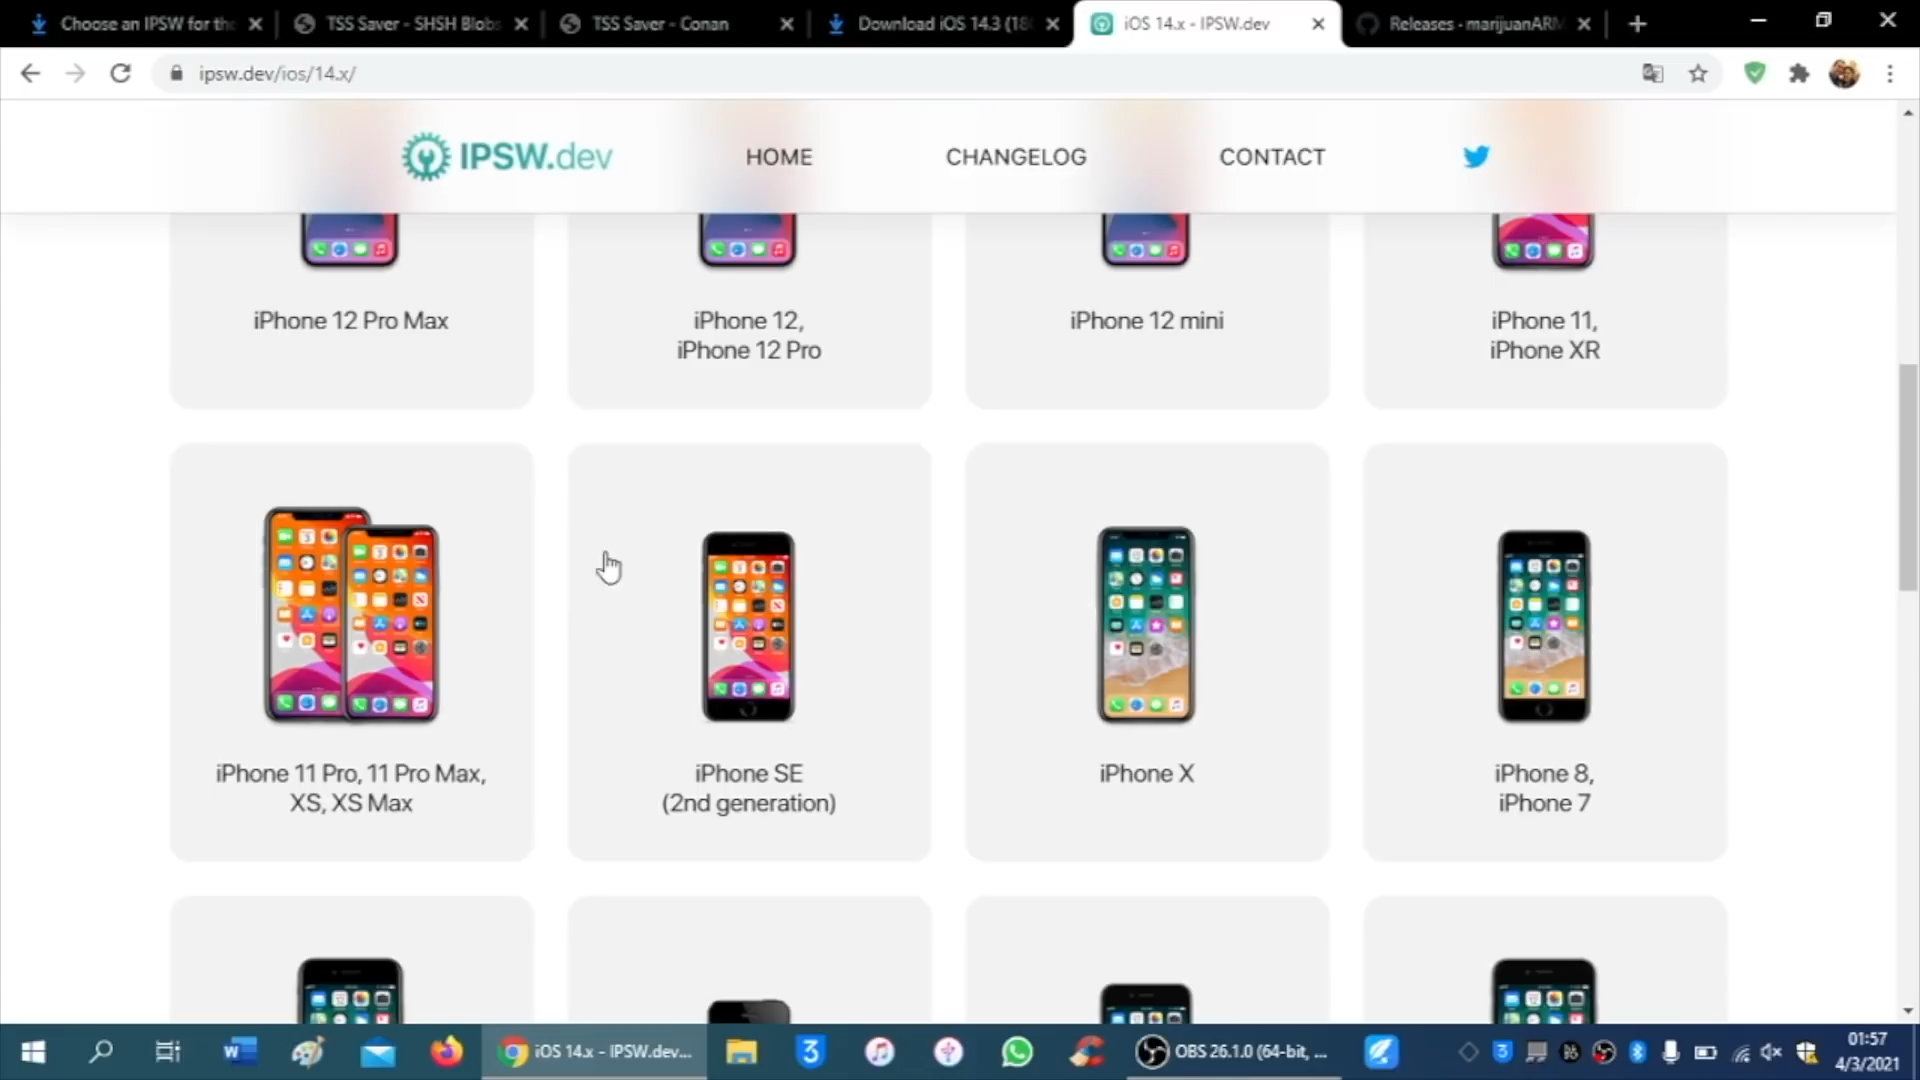 Choose an IPSW for the
TSS Saver - SHSH Blobs
TSS Saver - Conan
Download iOS 14.3 (18
iOS 14.x - IPSW.dev
Releases · marijuanARM
ipsw.dev/ios/14.x/
IPSW.dev
HOME
CHANGELOG
CONTACT
iPhone 12 Pro Max
iPhone 12,
iPhone 12 Pro
iPhone 12 mini
iPhone 11,
iPhone XR
iPhone 11 Pro, 11 Pro Max,
XS, XS Max
iPhone SE
(2nd generation)
iPhone X
iPhone 8,
iPhone 7
iOS 14.x - IPSW.dev...
OBS 26.1.0 (64-bit, ...
01:57
4/3/2021